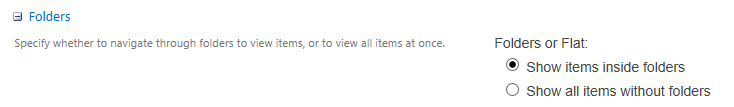 Folders
Specify whether to navigate through folders to view items, or to view all items at once.
Folders or Flat:
Show items inside folders
Show all items without folders